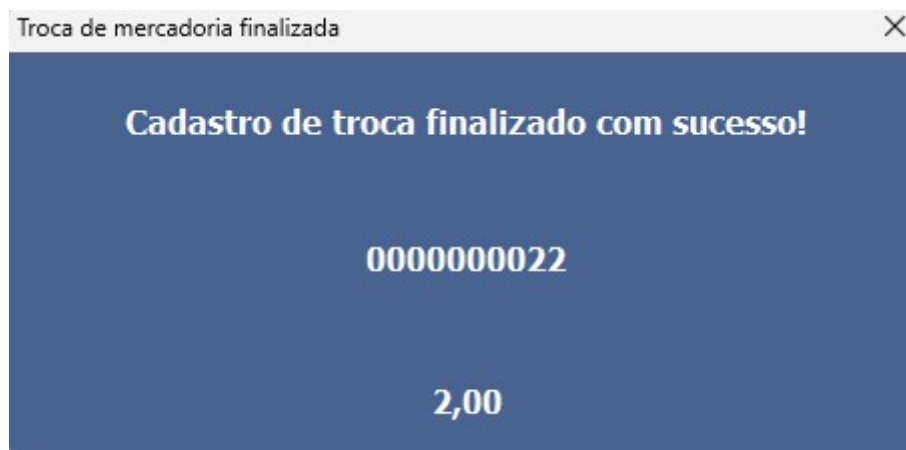 Troca de mercadoria finalizada
Cadastro de troca finalizado com sucesso!
0000000022
2,00